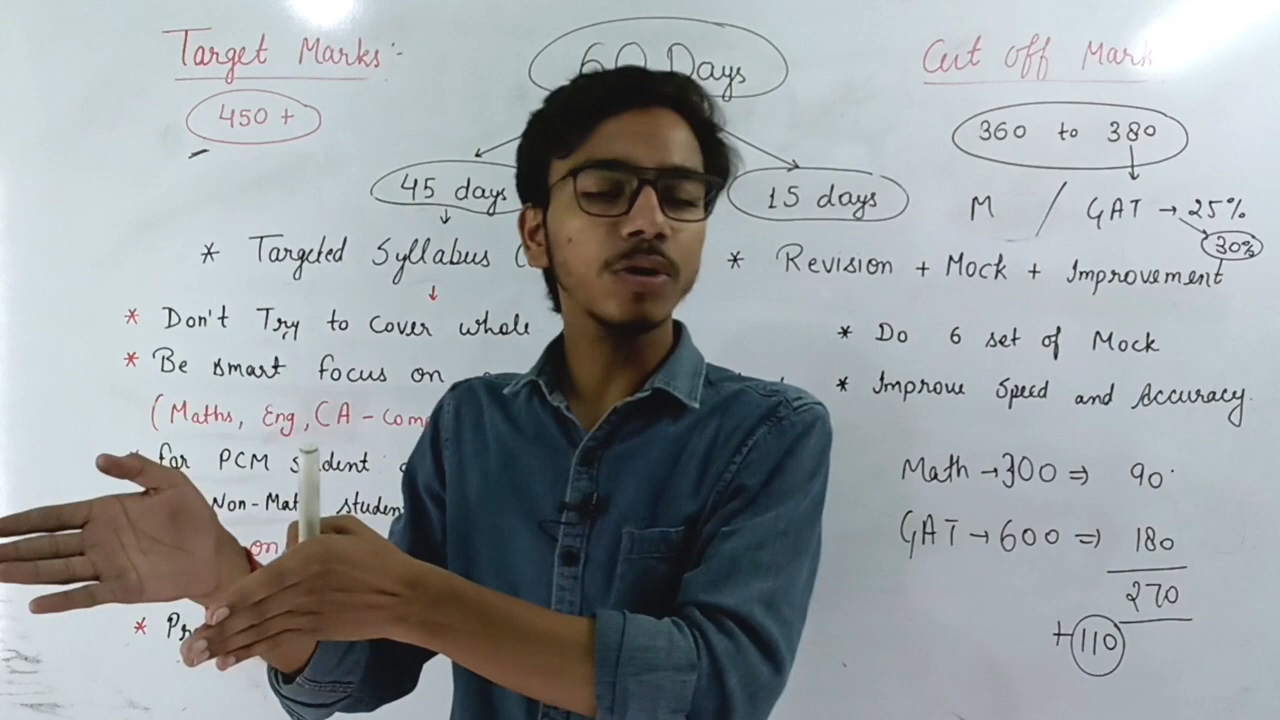 Target Marks:-
450 +
60 Days
45 days
15 days
* Targeted Syllabus
* Don't Try to cover whole
* Be smart focus on
(Maths, Eng, CA - Com
* for PCM student
Non-Mat studen
on
*
* Revision + Mock + Improvement
* Do 6 set of Mock
* Improve Speed and Accuracy.
Cut off Mark
360 to 380
M / GAT → 25%
30%
Math → 300 ⇒ 90
GAT → 600 ⇒ 180
270
+ 110